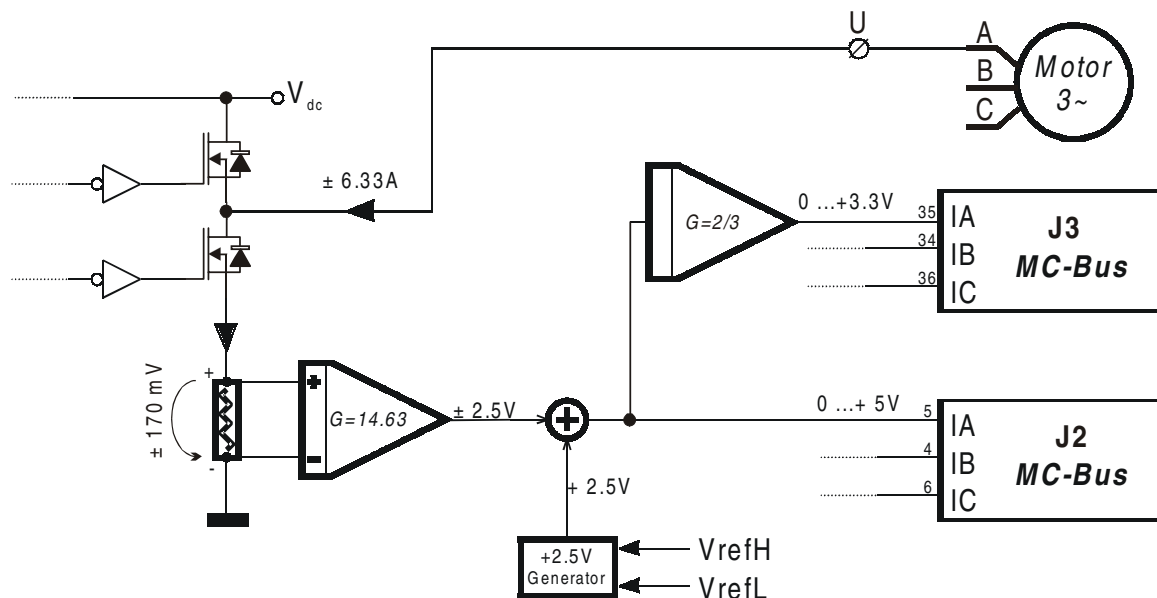 U
A
B
C
Motor
3~
Vdc
± 6.33A
G=2/3
0 ...+3.3V
35
34
36
IA
IB
IC
J3
MC-Bus
± 170 mV
+
-
+
-
G=14.63
± 2.5V
+
+ 2.5V
0 ...+ 5V
5
4
6
IA
IB
IC
J2
MC-Bus
+2.5V
Generator
VrefH
VrefL